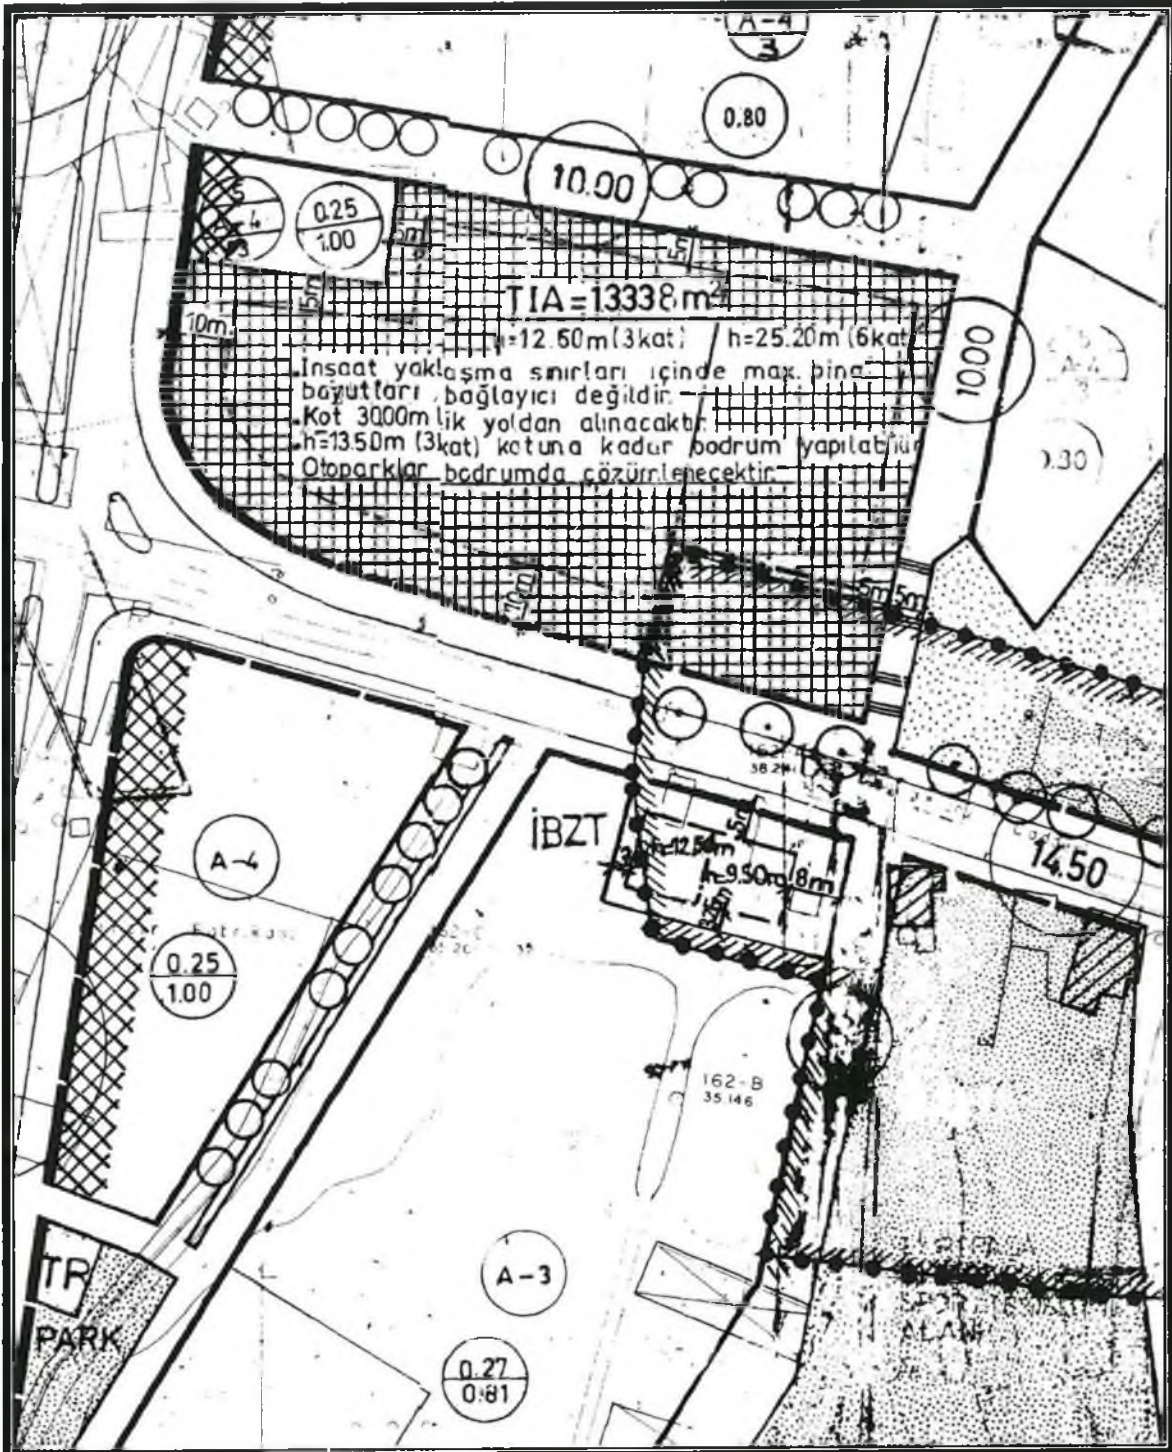 A-4
3
0.80
10.00
0.25
1.00
5m
5m
15m
10m.
TIA=13338m²
h=12.60m(3kat) h=25.20m(6kat
İnşaat yaklaşma sınırları içinde max. bina
boyutları bağlayıcı değildir.
Kot 30.00m lik yoldan alınacaktır.
h=13.50m (3kat) kotuna kadar bodrum yapılabilir
Otoparklar bodrumda çözümlenecektir.
10.00
A-4
10m
5m 5m
İBZT
5m
h=12.50m
h=9.50m 8m
14.50
A-4
0.25
1.00
162-B
35.146
A-3
0.27
0.81
TR
PARK
ALANI